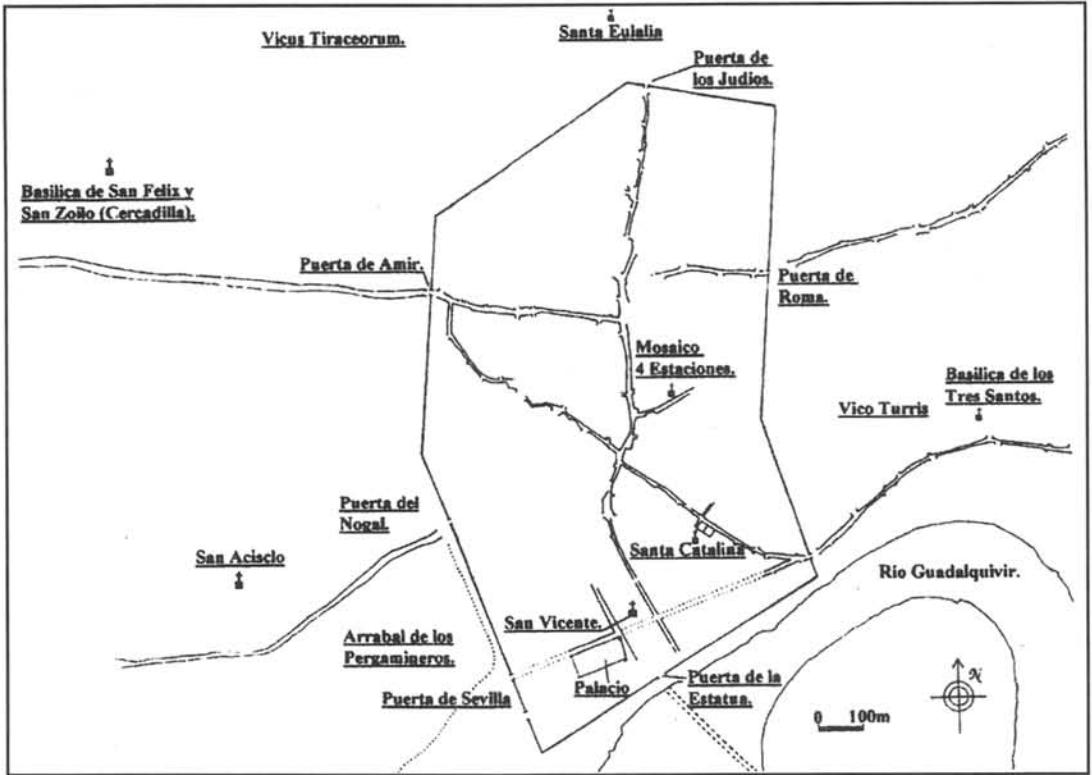 Vicus Tiraceorum.
Santa Eulalia
Puerta de
los Judios.
Basilica de San Felix y
San Zoilo (Cercadilla).
Puerta de Amir.
Puerta de
Roma.
Mosaico
4 Estaciones.
Basilica de los
Tres Santos.
Vico Turris
Puerta del
Nogal.
San Acisclo
Santa Catalina
Río Guadalquivir.
San Vicente.
Arrabal de los
Pergamineros.
Palacio
Puerta de Sevilla
Puerta de la
Estatua.
N
0 100m